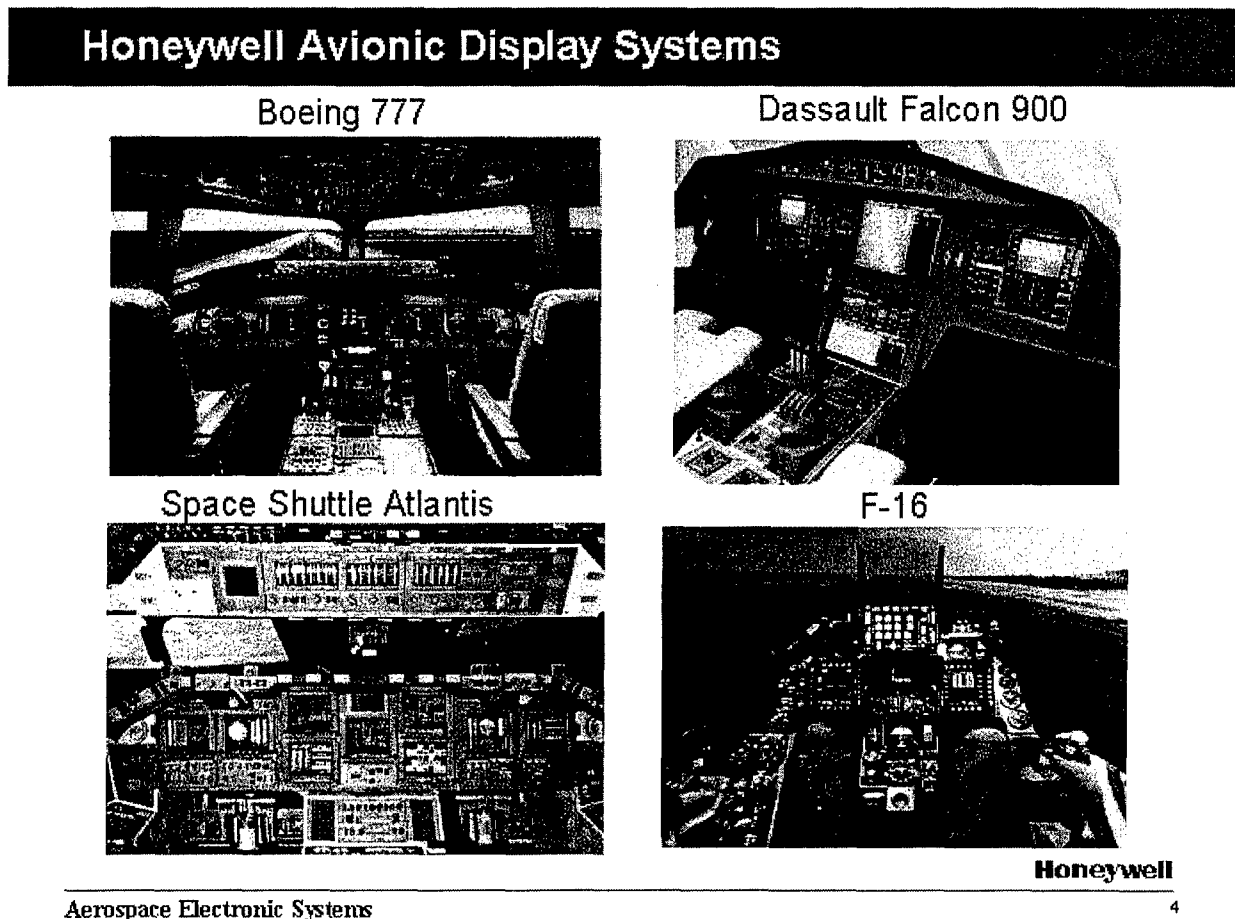 Honeywell Avionic Display Systems
Boeing 777
Dassault Falcon 900
Space Shuttle Atlantis
F-16
Honeywell
Aerospace Electronic Systems
4